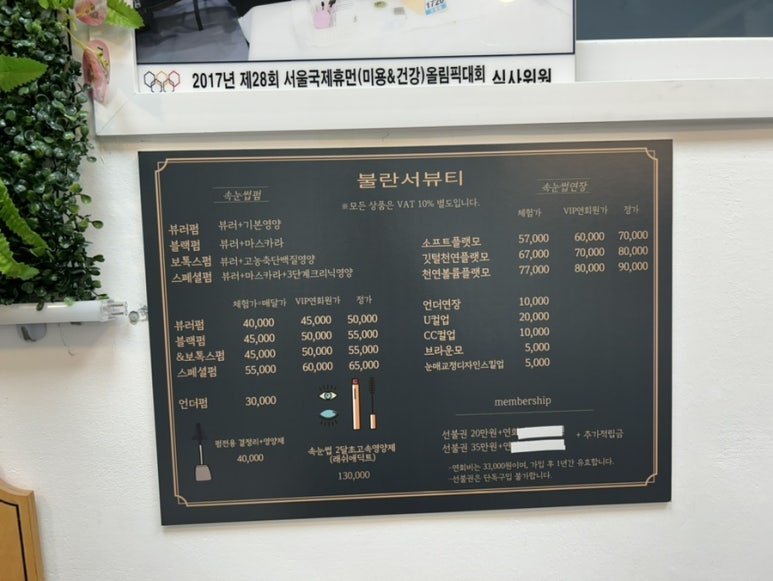 2017년 제28회 서울국제휴먼(미용&건강)올림픽대회 심사위원
불란서뷰티
※모든 상품은 VAT 10% 별도입니다.
속눈썹펌
뷰러펌 뷰러+기본영양
블랙펌 뷰러+마스카라
보톡스펌 뷰러+고농축단백질영양
스페셜펌 뷰러+마스카라+3단계크리닉영양
체험가=매달가 VIP연회원가 정가
뷰러펌 40,000 45,000 50,000
블랙펌 45,000 50,000 55,000
&보톡스펌 45,000 50,000 55,000
스페셜펌 55,000 60,000 65,000
언더펌 30,000
펌전용 결정리+영양제
40,000
속눈썹 2달초고속영양제
(래쉬애딕트)
130,000
속눈썹연장
체험가 VIP연회원가 정가
소프트플랫모 57,000 60,000 70,000
깃털천연플랫모 67,000 70,000 80,000
천연볼륨플랫모 77,000 80,000 90,000
언더연장 10,000
U컬업 20,000
CC컬업 10,000
브라운모 5,000
눈매교정디자인스킬업 5,000
membership
선불권 20만원+연회 + 추가적립금
선불권 35만원+연
-연회비는 33,000원이며, 가입 후 1년간 유효합니다.
-선불권은 단독구입 불가합니다.